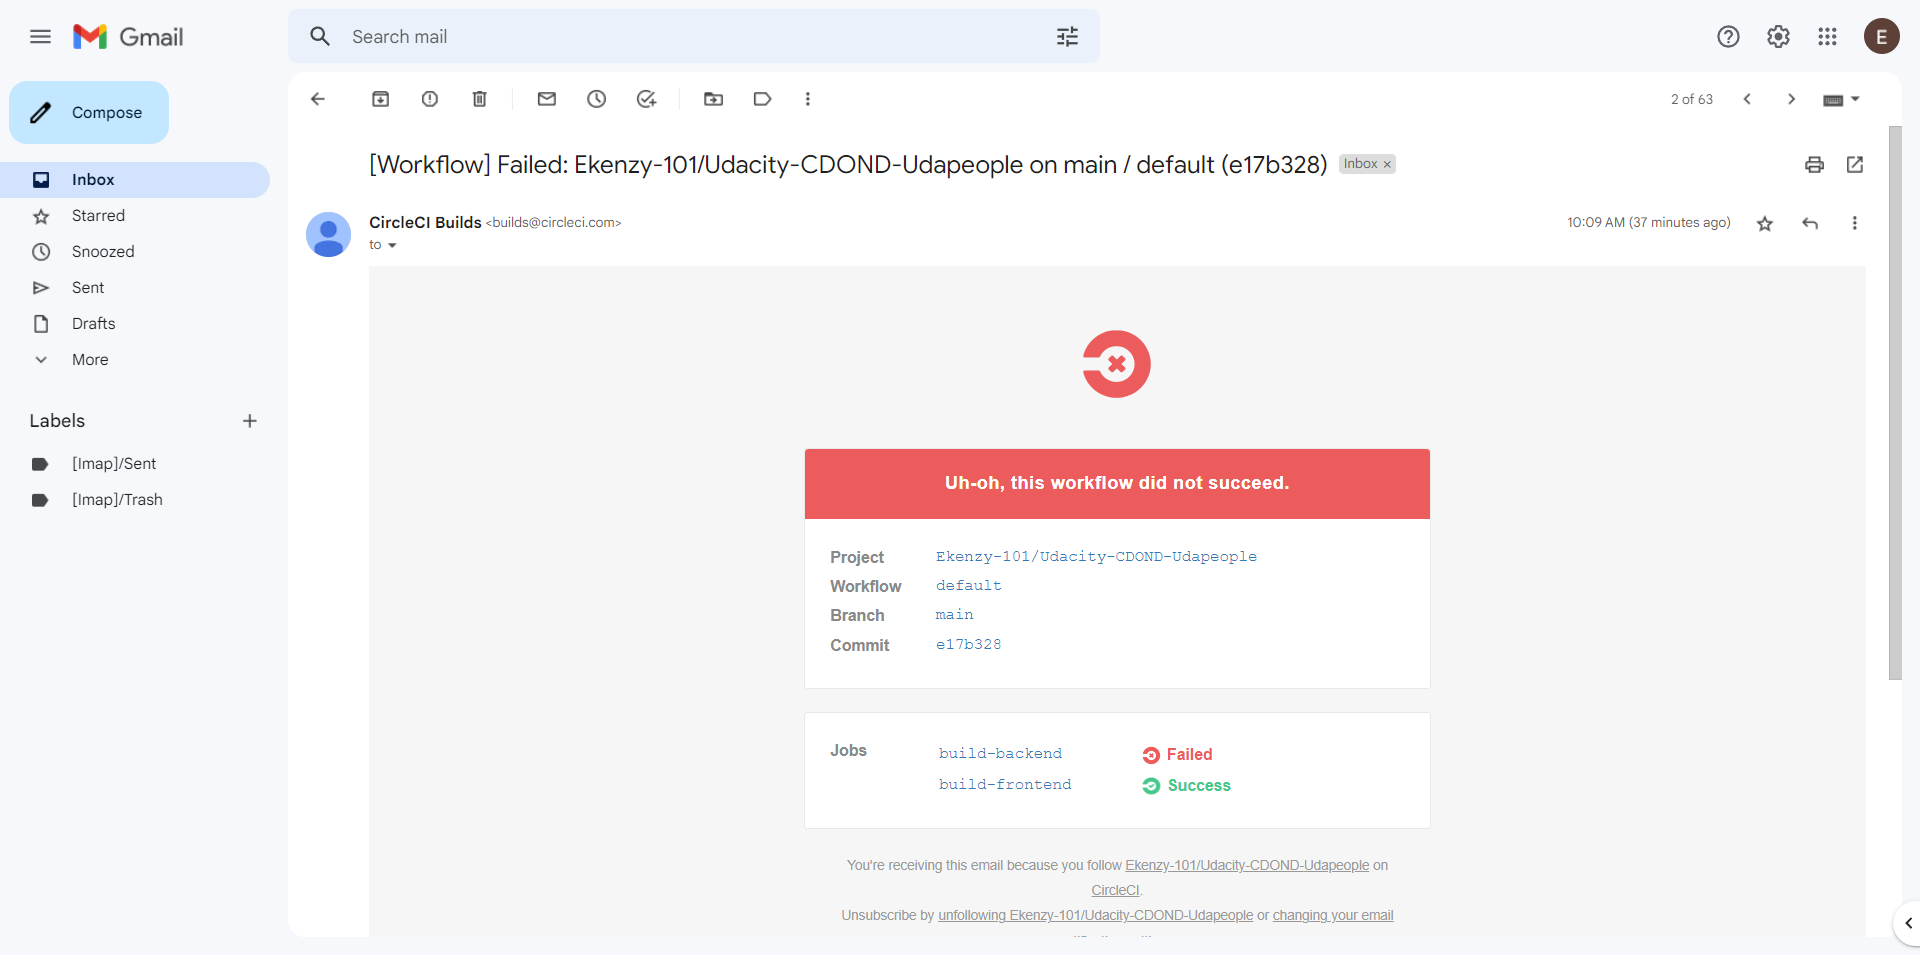 Gmail
Search mail
E
Compose
2 of 63
[Workflow] Failed: Ekenzy-101/Udacity-CDOND-Udapeople on main / default (e17b328)
Inbox ×
Inbox
Starred
Snoozed
Sent
Drafts
More
Labels
[Imap]/Sent
[Imap]/Trash
CircleCI Builds <builds@circleci.com>
10:09 AM (37 minutes ago)
to
Uh-oh, this workflow did not succeed.
Project Ekenzy-101/Udacity-CDOND-Udapeople
Workflow default
Branch main
Commit e17b328
Jobs build-backend Failed
build-frontend Success
You're receiving this email because you follow Ekenzy-101/Udacity-CDOND-Udapeople on
CircleCI.
Unsubscribe by unfollowing Ekenzy-101/Udacity-CDOND-Udapeople or changing your email